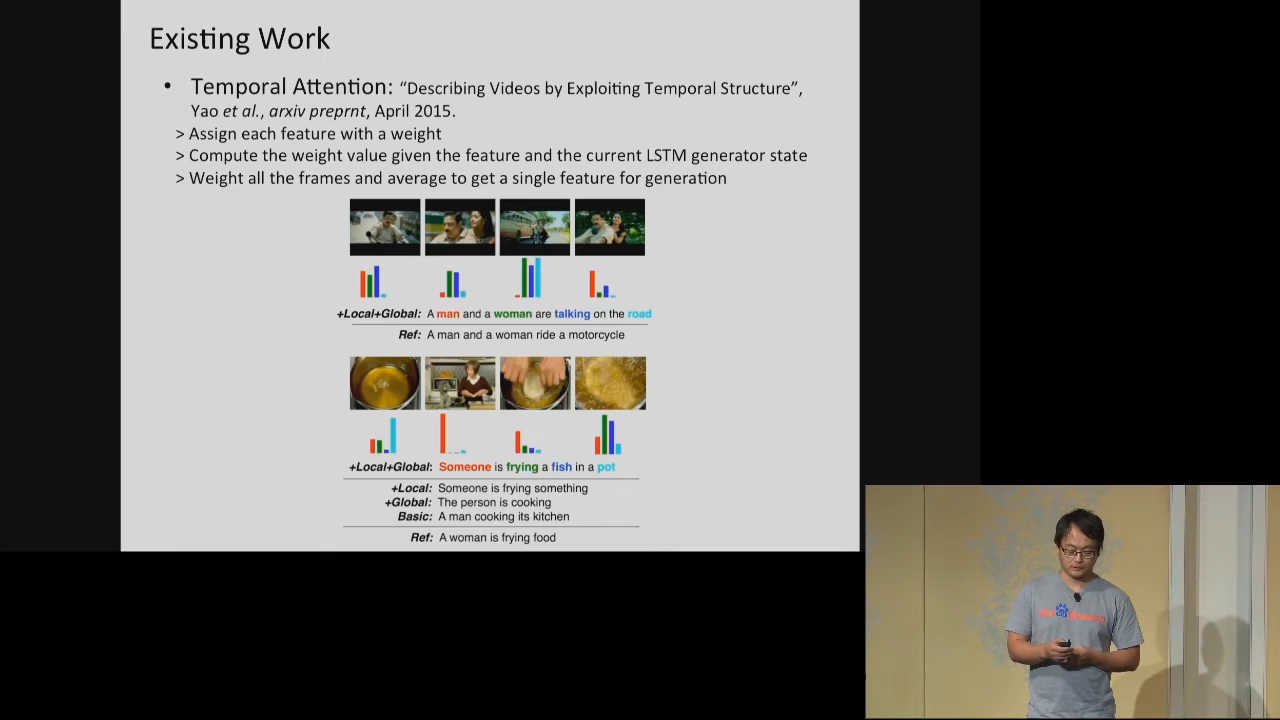 Existing Work
• Temporal Attention: “Describing Videos by Exploiting Temporal Structure”,
Yao et al., arxiv preprnt, April 2015.
> Assign each feature with a weight
> Compute the weight value given the feature and the current LSTM generator state
> Weight all the frames and average to get a single feature for generation
+Local+Global: A man and a woman are talking on the road
Ref: A man and a woman ride a motorcycle
+Local+Global: Someone is frying a fish in a pot
+Local: Someone is frying something
+Global: The person is cooking
Basic: A man cooking its kitchen
Ref: A woman is frying food